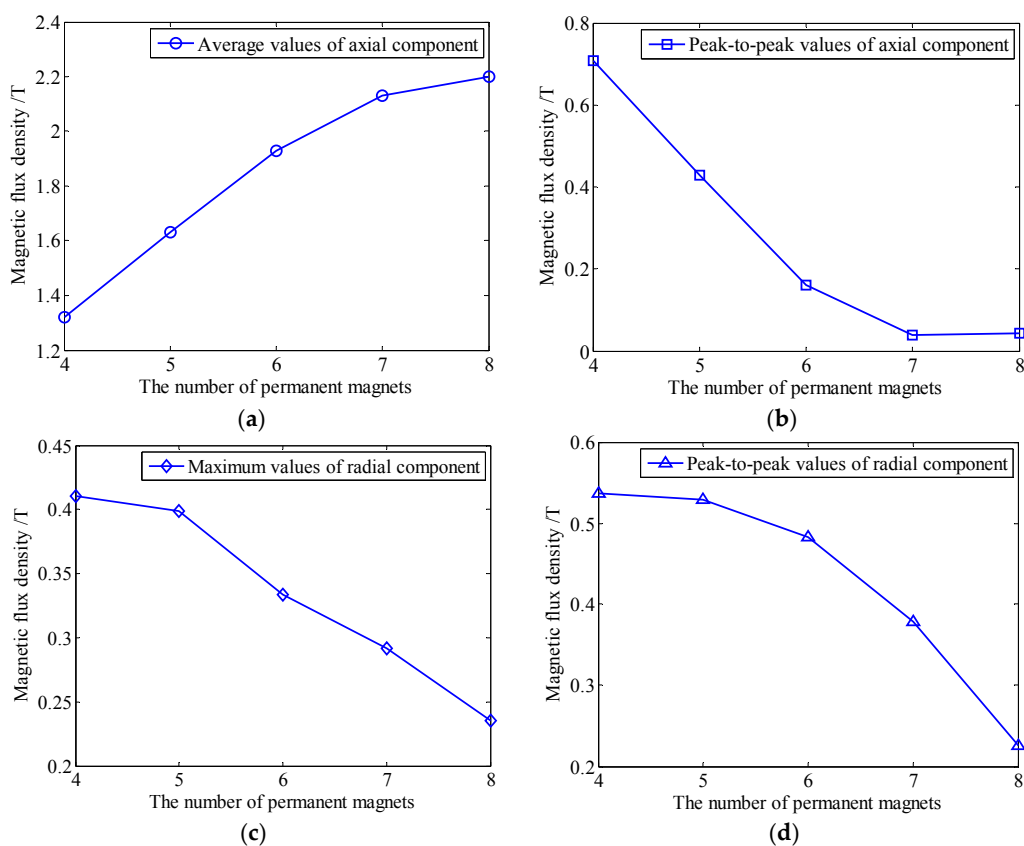 Average values of axial component
Magnetic flux density /T
2.4
2.2
2
1.8
1.6
1.4
1.2
4 5 6 7 8
The number of permanent magnets
(a)
Peak-to-peak values of axial component
Magnetic flux density /T
0.8
0.6
0.4
0.2
0
4 5 6 7 8
The number of permanent magnets
(b)
Maximum values of radial component
Magnetic flux density /T
0.45
0.4
0.35
0.3
0.25
0.2
4 5 6 7 8
The number of permanent magnets
(c)
Peak-to-peak values of radial component
Magnetic flux density /T
0.6
0.5
0.4
0.3
0.2
4 5 6 7 8
The number of permanent magnets
(d)